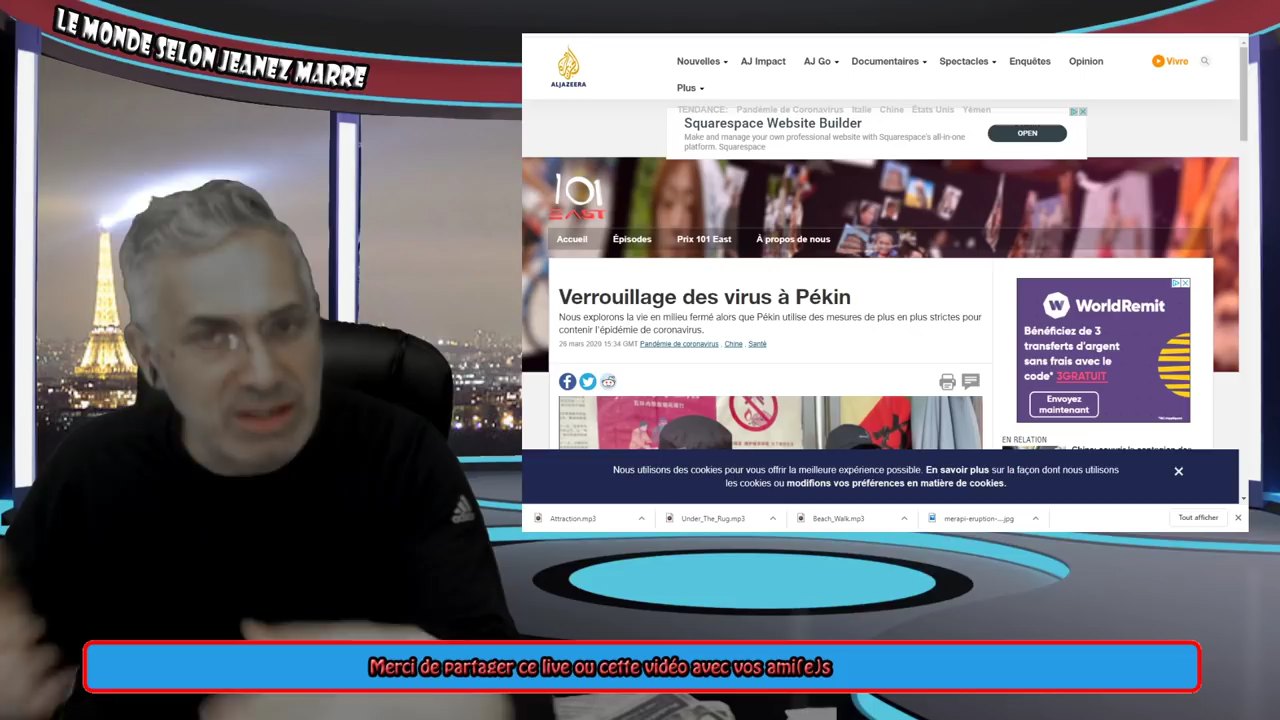 LE MONDE SELON JEANEZ MARRE
ALJAZEERA
Nouvelles
AJ Impact
AJ Go
Documentaires
Spectacles
Enquêtes
Opinion
Vivre
Plus
TENDANCE: Pandémie de Coronavirus Italie Chine États Unis Yémen
Squarespace Website Builder
Make and manage your own professional website with Squarespace's all-in-one
platform. Squarespace
OPEN
101
EAST
Accueil
Épisodes
Prix 101 East
À propos de nous
Verrouillage des virus à Pékin
Nous explorons la vie en milieu fermé alors que Pékin utilise des mesures de plus en plus strictes pour
contenir l'épidémie de coronavirus.
26 mars 2020 15:34 GMT Pandémie de coronavirus , Chine , Santé
WorldRemit
Bénéficiez de 3
transferts d'argent
sans frais avec le
code* 3GRATUIT
Envoyez
maintenant
EN RELATION
Nous utilisons des cookies pour vous offrir la meilleure expérience possible. En savoir plus sur la façon dont nous utilisons
les cookies ou modifions vos préférences en matière de cookies.
Attraction.mp3
Under_The_Rug.mp3
Beach_Walk.mp3
merapi-eruption-....jpg
Tout afficher
adidas
Merci de partager ce live ou cette vidéo avec vos ami(e)s